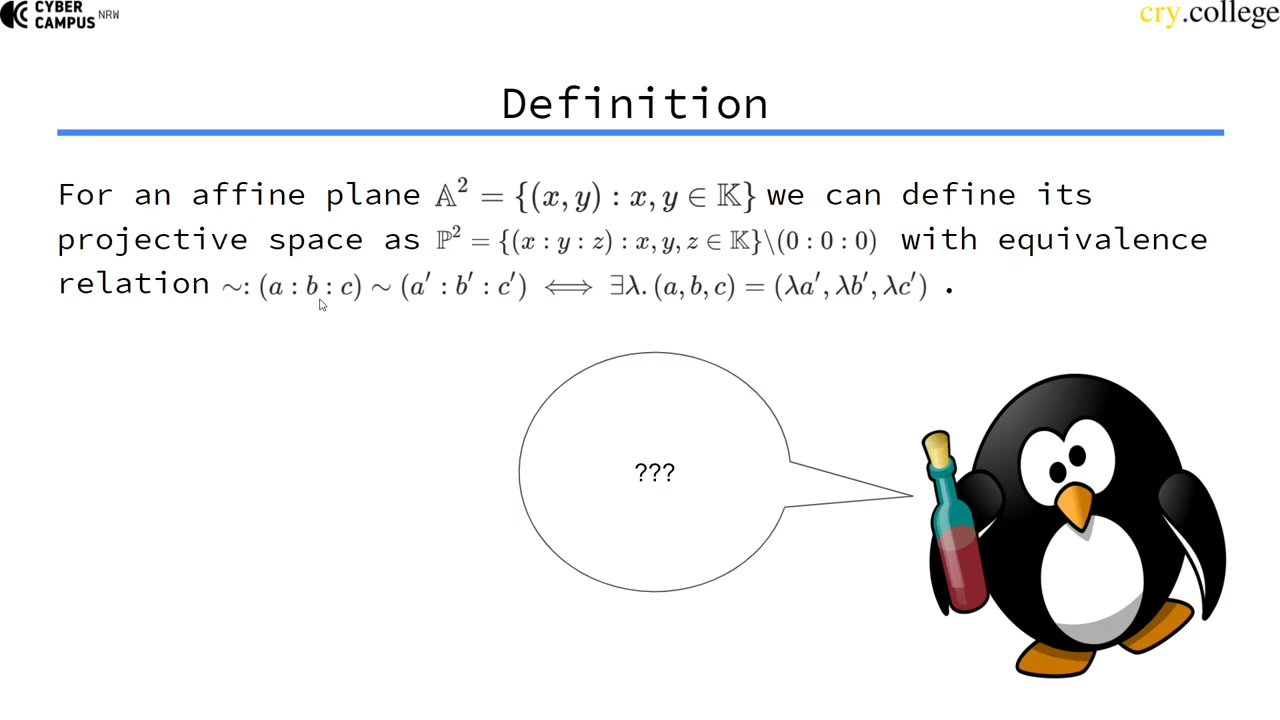 CYBER
CAMPUS NRW
cry.college
Definition
For an affine plane 𝔸² = {(x, y) : x, y ∈ 𝕂} we can define its
projective space as ℙ² = {(x : y : z) : x, y, z ∈ 𝕂}\(0 : 0 : 0) with equivalence
relation ∼: (a : b : c) ∼ (a′ : b′ : c′) ⟺ ∃λ. (a, b, c) = (λa′, λb′, λc′) .
???